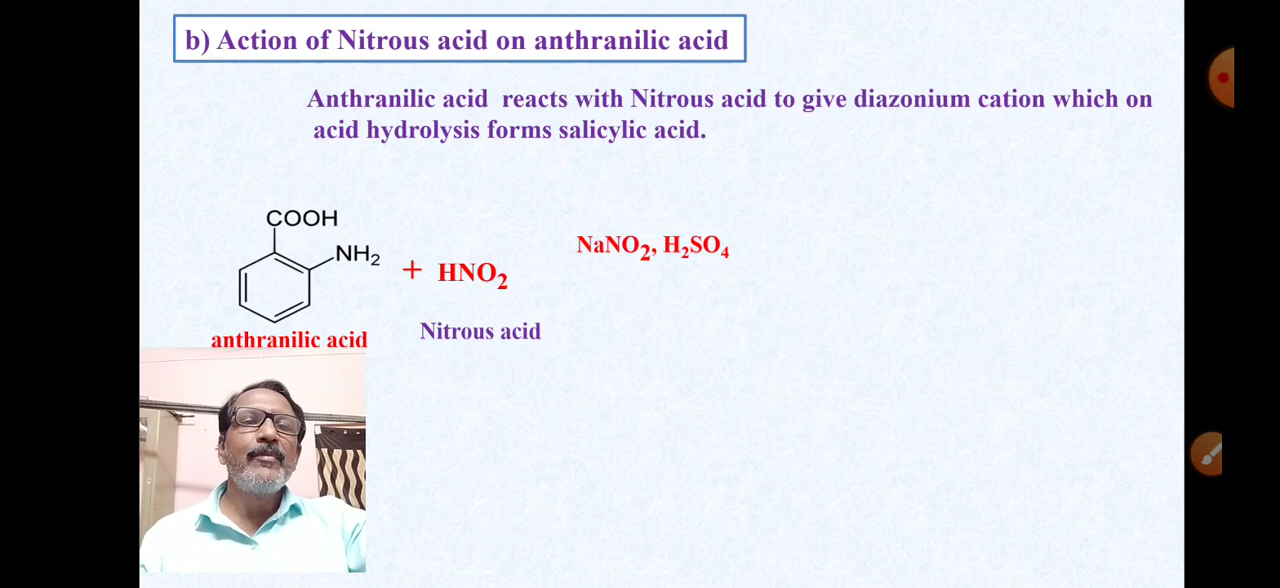 b) Action of Nitrous acid on anthranilic acid
Anthranilic acid reacts with Nitrous acid to give diazonium cation which on
acid hydrolysis forms salicylic acid.
COOH
NH2
+ HNO2
NaNO2, H2SO4
anthranilic acid
Nitrous acid